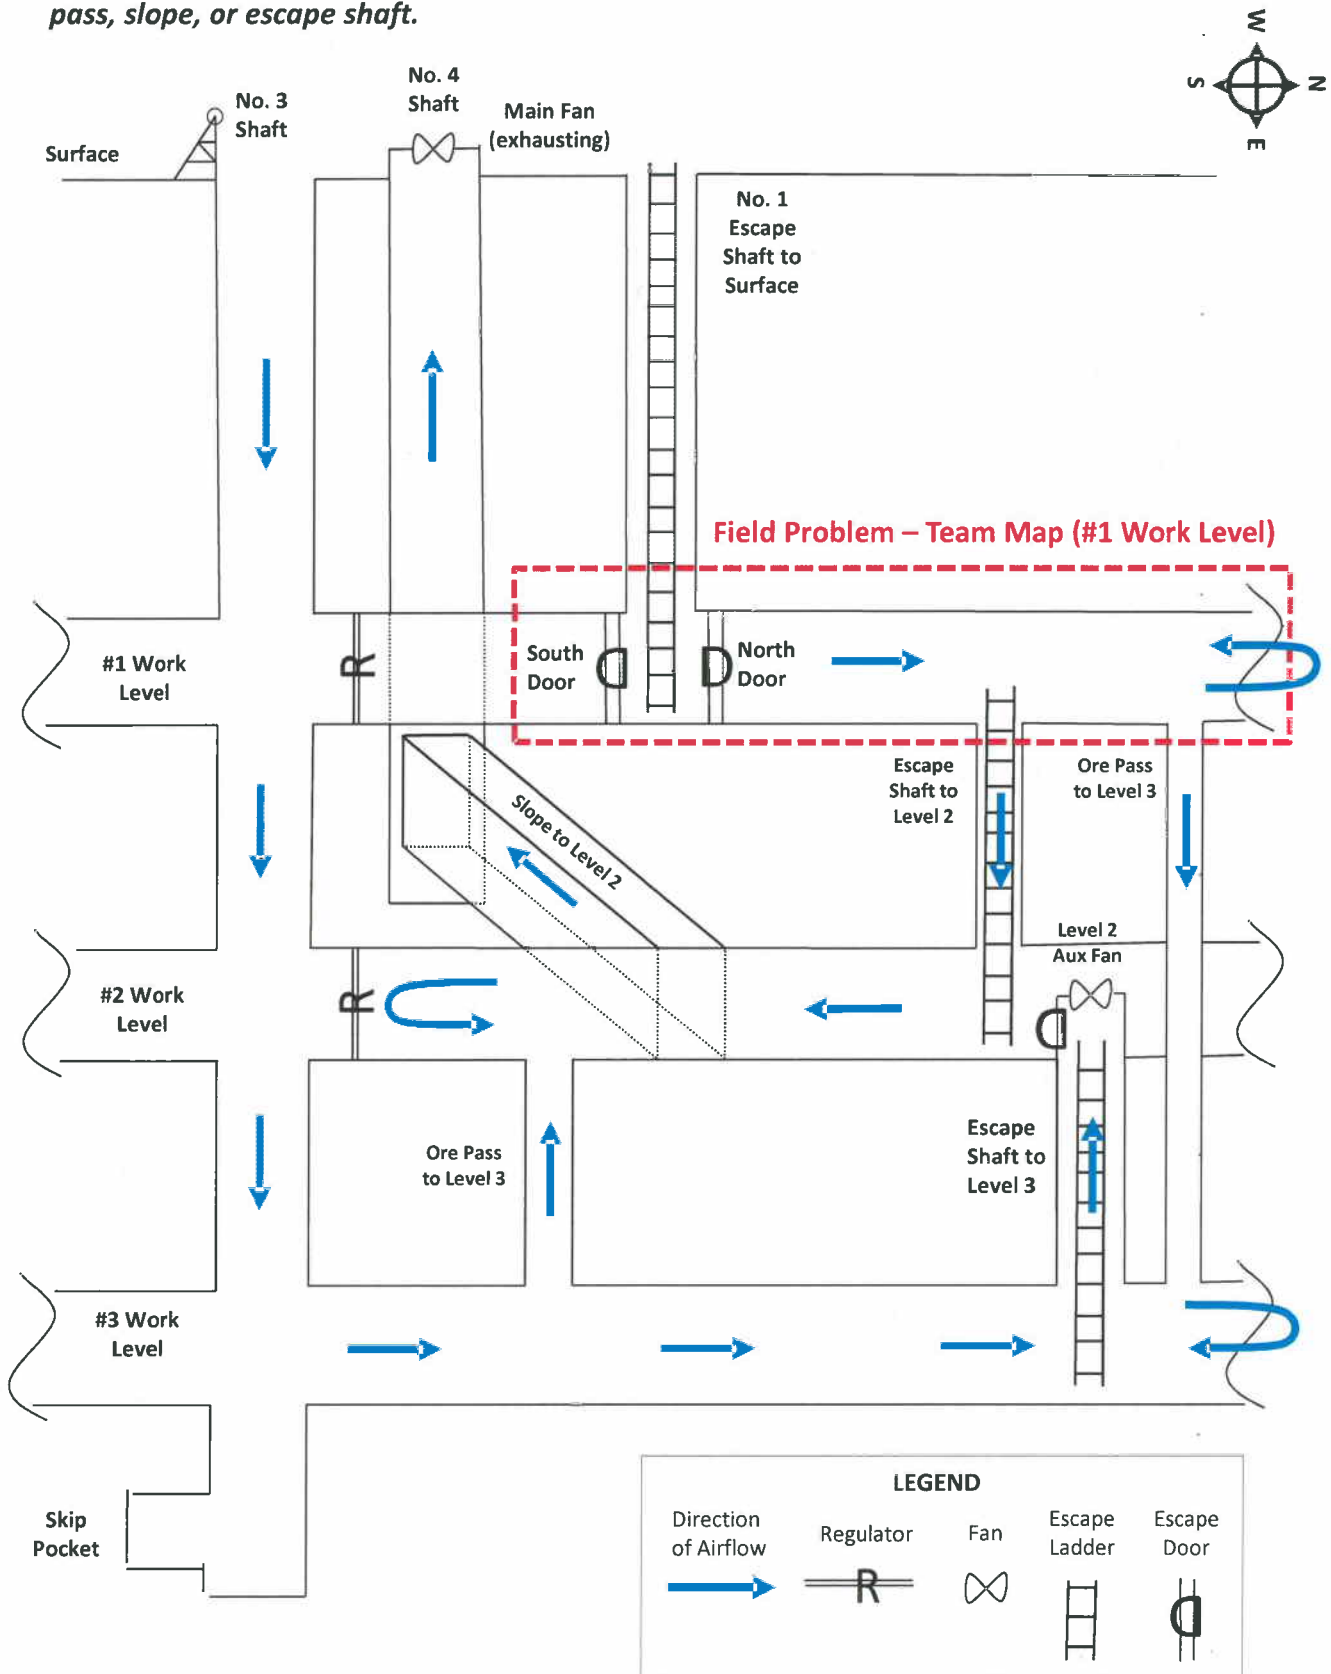 pass, slope, or escape shaft.
W
S
N
E
No. 3
Shaft
No. 4
Shaft
Main Fan
(exhausting)
Surface
No. 1
Escape
Shaft to
Surface
Field Problem – Team Map (#1 Work Level)
#1 Work
Level
R
South
Door
North
Door
Slope to Level 2
Escape
Shaft to
Level 2
Ore Pass
to Level 3
Level 2
Aux Fan
#2 Work
Level
R
Ore Pass
to Level 3
Escape
Shaft to
Level 3
#3 Work
Level
Skip
Pocket
LEGEND
Direction
of Airflow
Regulator
Fan
Escape
Ladder
Escape
Door
R